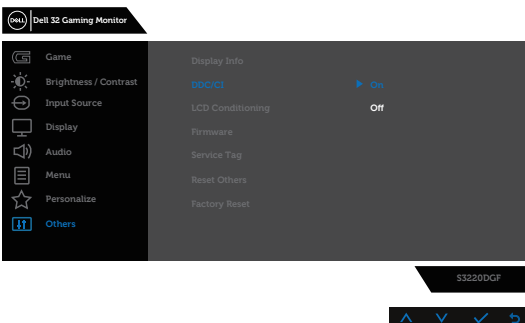 DELL
Dell 32 Gaming Monitor
Game
Brightness / Contrast
Input Source
Display
Audio
Menu
Personalize
Others
Display Info
DDC/CI
On
LCD Conditioning
Off
Firmware
Service Tag
Reset Others
Factory Reset
S3220DGF